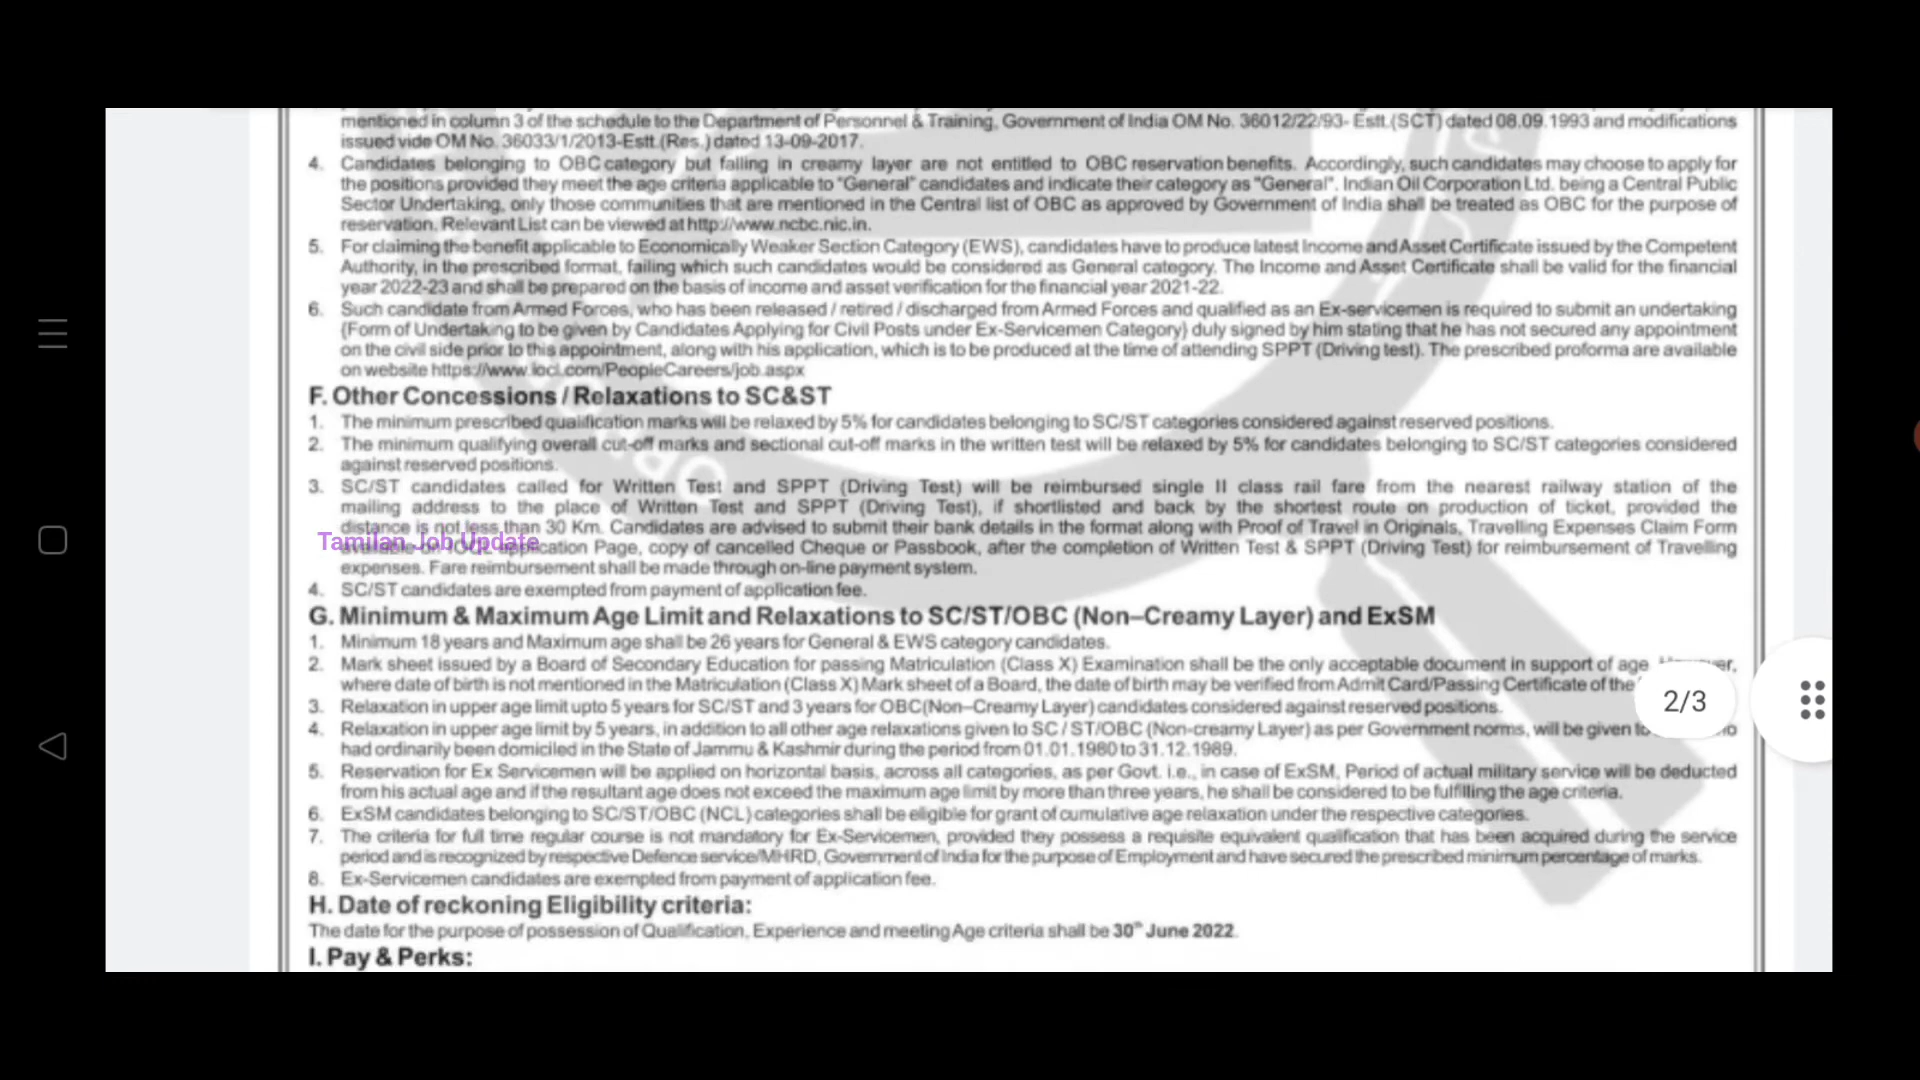 mentioned in column 3 of the schedule to the Department of Personnel & Training, Government of India OM No. 36012/22/93- Estt.(SCT) dated 08.09.1993 and modifications
issued vide OM No. 36033/1/2013-Estt.(Res.) dated 13-09-2017.
4. Candidates belonging to OBC category but falling in creamy layer are not entitled to OBC reservation benefits. Accordingly, such candidates may choose to apply for
the positions provided they meet the age criteria applicable to "General" candidates and indicate their category as "General". Indian Oil Corporation Ltd. being a Central Public
Sector Undertaking, only those communities that are mentioned in the Central list of OBC as approved by Government of India shall be treated as OBC for the purpose of
reservation. Relevant List can be viewed at http://www.ncbc.nic.in.
5. For claiming the benefit applicable to Economically Weaker Section Category (EWS), candidates have to produce latest Income and Asset Certificate issued by the Competent
Authority, in the prescribed format, failing which such candidates would be considered as General category. The Income and Asset Certificate shall be valid for the financial
year 2022-23 and shall be prepared on the basis of income and asset verification for the financial year 2021-22.
6. Such candidate from Armed Forces, who has been released / retired / discharged from Armed Forces and qualified as an Ex-servicemen is required to submit an undertaking
(Form of Undertaking to be given by Candidates Applying for Civil Posts under Ex-Servicemen Category) duly signed by him stating that he has not secured any appointment
on the civil side prior to this appointment, along with his application, which is to be produced at the time of attending SPPT (Driving test). The prescribed proforma are available
on website https://www.iocl.com/PeopleCareers/job.aspx
F. Other Concessions / Relaxations to SC&ST
1. The minimum prescribed qualification marks will be relaxed by 5% for candidates belonging to SC/ST categories considered against reserved positions.
2. The minimum qualifying overall cut-off marks and sectional cut-off marks in the written test will be relaxed by 5% for candidates belonging to SC/ST categories considered
against reserved positions.
3. SC/ST candidates called for Written Test and SPPT (Driving Test) will be reimbursed single II class rail fare from the nearest railway station of the
mailing address to the place of Written Test and SPPT (Driving Test), if shortlisted and back by the shortest route on production of ticket, provided the
distance is not less than 30 Km. Candidates are advised to submit their bank details in the format along with Proof of Travel in Originals, Travelling Expenses Claim Form
Tamilan Job Update
available on IOCL application Page, copy of cancelled Cheque or Passbook, after the completion of Written Test & SPPT (Driving Test) for reimbursement of Travelling
expenses. Fare reimbursement shall be made through on-line payment system.
4. SC/ST candidates are exempted from payment of application fee.
G. Minimum & Maximum Age Limit and Relaxations to SC/ST/OBC (Non–Creamy Layer) and ExSM
1. Minimum 18 years and Maximum age shall be 26 years for General & EWS category candidates.
2. Mark sheet issued by a Board of Secondary Education for passing Matriculation (Class X) Examination shall be the only acceptable document in support of age.
where date of birth is not mentioned in the Matriculation (Class X) Mark sheet of a Board, the date of birth may be verified from Admit Card/Passing Certificate of the
2/3
3. Relaxation in upper age limit upto 5 years for SC/ST and 3 years for OBC(Non–Creamy Layer) candidates considered against reserved positions.
4. Relaxation in upper age limit by 5 years, in addition to all other age relaxations given to SC / ST/OBC (Non-creamy Layer) as per Government norms, will be given to
had ordinarily been domiciled in the State of Jammu & Kashmir during the period from 01.01.1980 to 31.12.1989.
5. Reservation for Ex Servicemen will be applied on horizontal basis, across all categories, as per Govt. i.e., in case of ExSM, Period of actual military service will be deducted
from his actual age and if the resultant age does not exceed the maximum age limit by more than three years, he shall be considered to be fulfilling the age criteria.
6. ExSM candidates belonging to SC/ST/OBC (NCL) categories shall be eligible for grant of cumulative age relaxation under the respective categories.
7. The criteria for full time regular course is not mandatory for Ex-Servicemen, provided they possess a requisite equivalent qualification that has been acquired during the service
period and is recognized by respective Defence service/MHRD, Government of India for the purpose of Employment and have secured the prescribed minimum percentage of marks.
8. Ex-Servicemen candidates are exempted from payment of application fee.
H. Date of reckoning Eligibility criteria:
The date for the purpose of possession of Qualification, Experience and meeting Age criteria shall be 30th June 2022.
I. Pay & Perks: